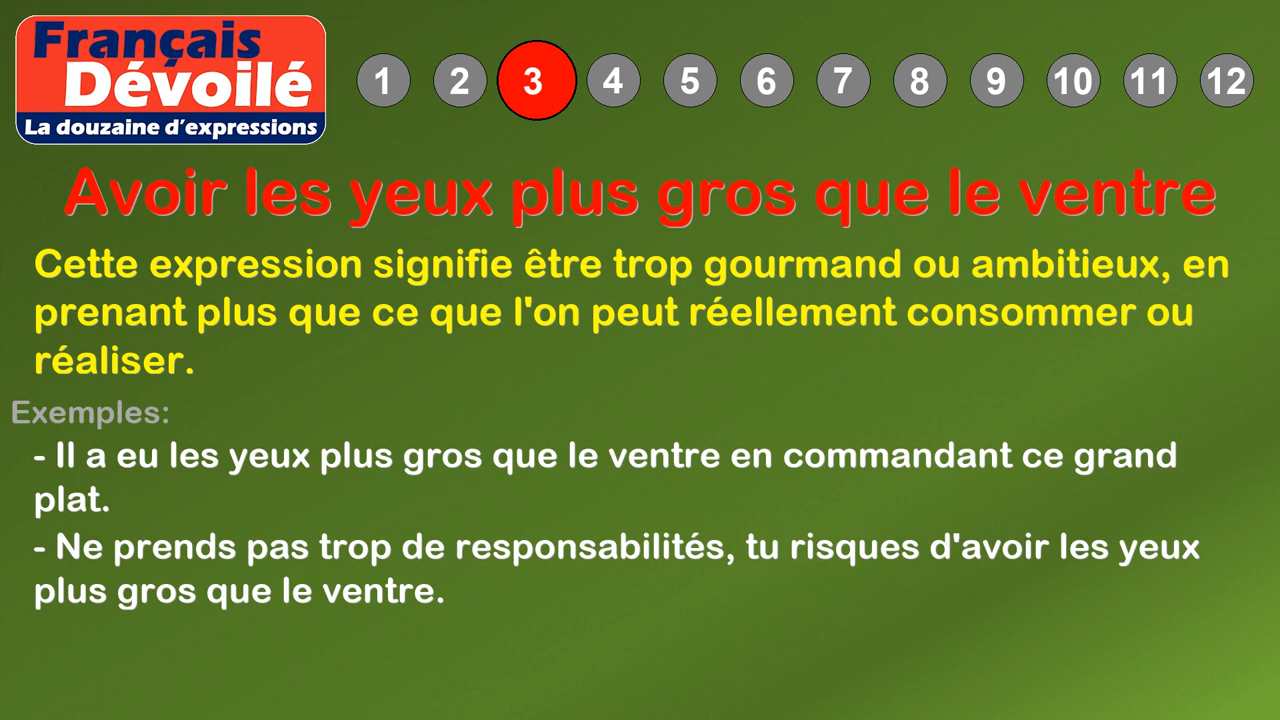 Français
Dévoilé
La douzaine d'expressions
1 2 3 4 5 6 7 8 9 10 11 12
Avoir les yeux plus gros que le ventre
Cette expression signifie être trop gourmand ou ambitieux, en
prenant plus que ce que l'on peut réellement consommer ou
réaliser.
Exemples:
- Il a eu les yeux plus gros que le ventre en commandant ce grand
plat.
- Ne prends pas trop de responsabilités, tu risques d'avoir les yeux
plus gros que le ventre.